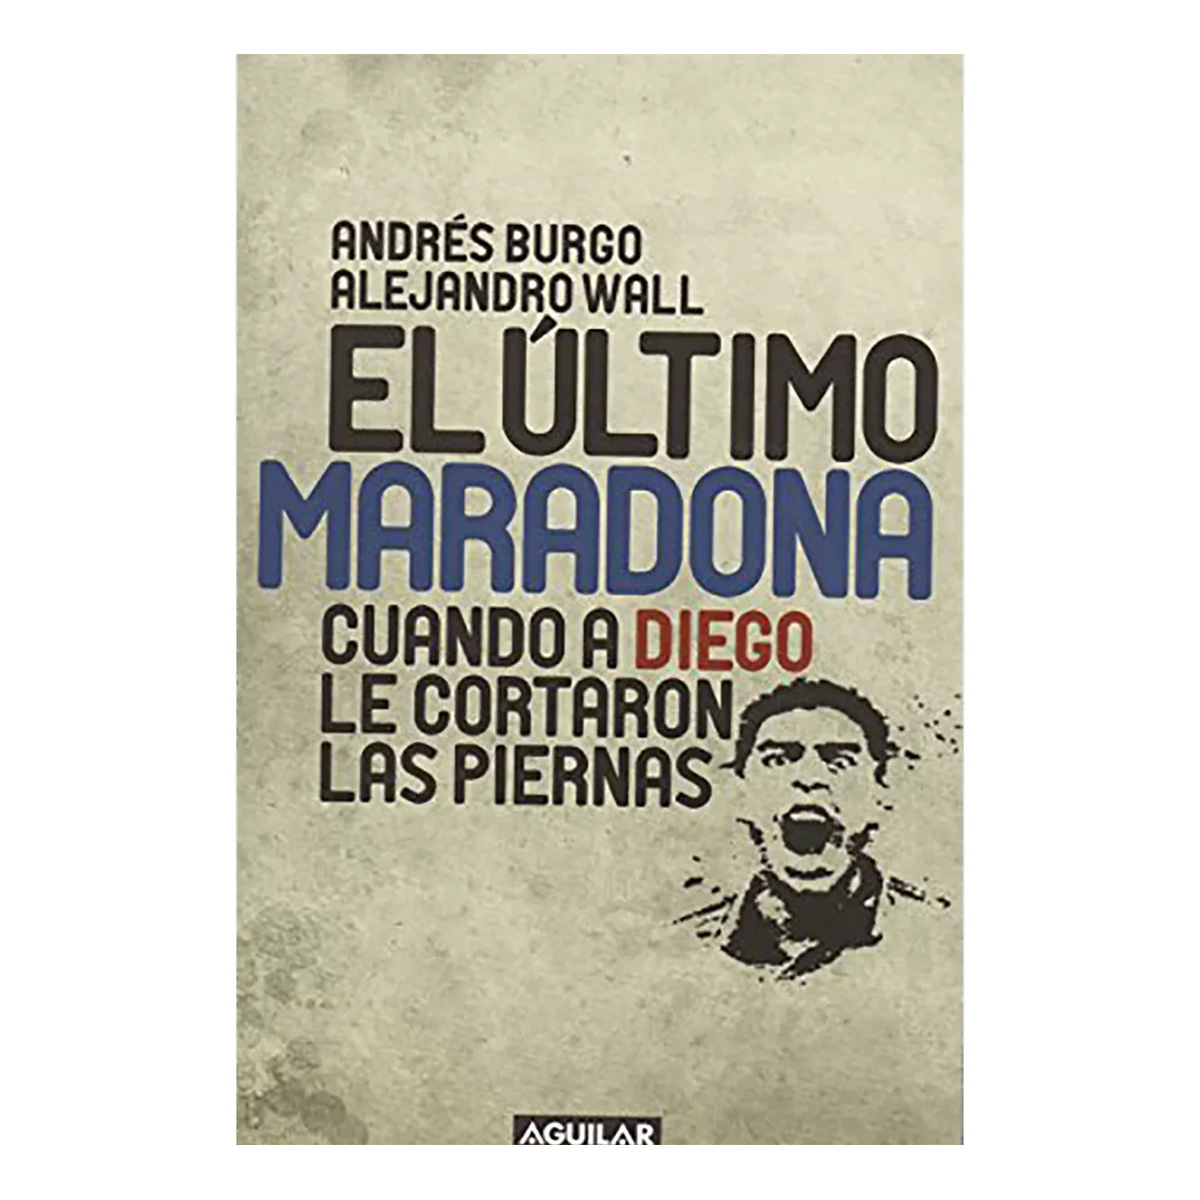 ANDRÉS BURGO
ALEJANDRO WALL
EL ÚLTIMO
MARADONA
CUANDO A DIEGO
LE CORTARON
LAS PIERNAS
AGUILAR